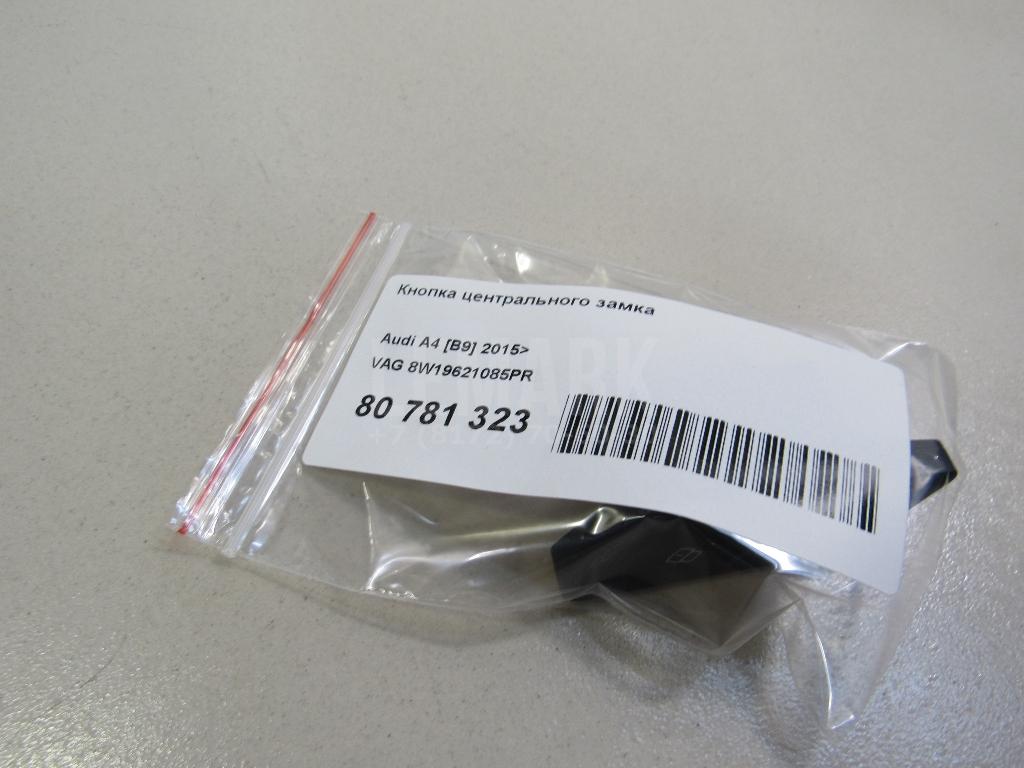 Кнопка центрального замка
Audi A4 [B9] 2015>
VAG 8W19621085PR
80 781 323